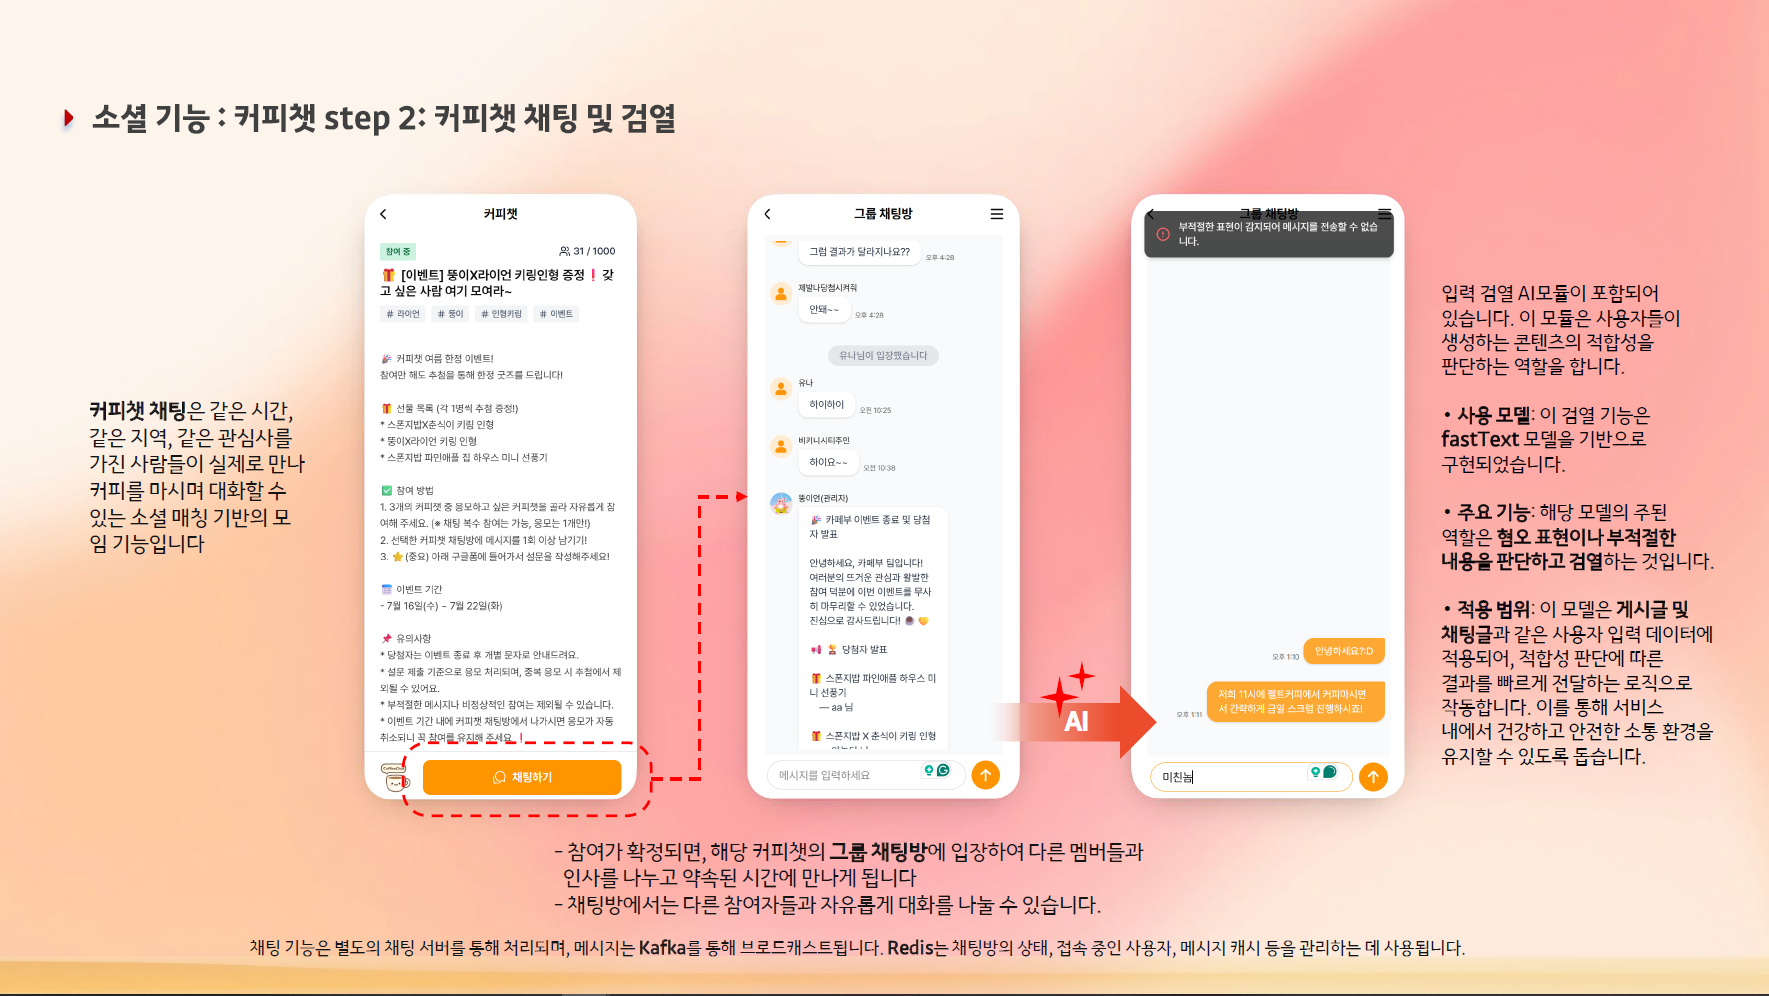 소셜 기능 : 커피챗 step 2: 커피챗 채팅 및 검열
커피챗 채팅은 같은 시간,
같은 지역, 같은 관심사를
가진 사람들이 실제로 만나
커피를 마시며 대화할 수
있는 소셜 매칭 기반의 모
임 기능입니다
커피챗
참여 중
31 / 1000
[이벤트] 뚱이X라이언 키링인형 증정❗ 갖
고 싶은 사람 여기 모여라~
# 라이언
# 뚱이
# 인형키링
# 이벤트
🎉 커피챗 여름 한정 이벤트!
참여만 해도 추첨을 통해 한정 굿즈를 드립니다!
🎁 선물 목록 (각 1명씩 추첨 증정!)
* 스폰지밥X춘식이 키링 인형
* 뚱이X라이언 키링 인형
* 스폰지밥 파인애플 집 하우스 미니 선풍기
✅ 참여 방법
1. 3개의 커피챗 중 응모하고 싶은 커피챗을 골라 자유롭게 참
여해 주세요. (※ 채팅 복수 참여는 가능, 응모는 1개만!)
2. 선택한 커피챗 채팅방에 메시지를 1회 이상 남기기!
3. ⭐ (중요) 아래 구글폼에 들어가서 설문을 작성해주세요!
📅 이벤트 기간
- 7월 16일(수) ~ 7월 22일(화)
📌 유의사항
* 당첨자는 이벤트 종료 후 개별 문자로 안내드려요.
* 설문 제출 기준으로 응모 처리되며, 중복 응모 시 추첨에서 제
외될 수 있어요.
* 부적절한 메시지나 비정상적인 참여는 제외될 수 있습니다.
* 이벤트 기간 내에 커피챗 채팅방에서 나가시면 응모가 자동
취소되니 꼭 참여를 유지해 주세요❗
채팅하기
그룹 채팅방
그럼 결과가 달라지나요??
오후 4:28
제발나당첨시켜줘
안돼~~
오후 4:28
유나님이 입장했습니다
유나
하이하이
오전 10:25
비키니시티주민
하이요~~
오전 10:38
뚱이언(관리자)
🎉 카페부 이벤트 종료 및 당첨
자 발표
안녕하세요, 카페부 팀입니다!
여러분의 뜨거운 관심과 활발한
참여 덕분에 이번 이벤트를 무사
히 마무리할 수 있었습니다.
진심으로 감사드립니다!
당첨자 발표
🎁 스폰지밥 파인애플 하우스 미
니 선풍기
— aa 님
🎁 스폰지밥 X 춘식이 키링 인형
메시지를 입력하세요
AI
그룹 채팅방
부적절한 표현이 감지되어 메시지를 전송할 수 없습
니다.
오후 1:10
안녕하세요?:D
저희 11시에 멜트커피에서 커피마시면
서 간략하게 금일 스크럼 진행하시죠!
오후 1:11
미친놈
입력 검열 AI모듈이 포함되어
있습니다. 이 모듈은 사용자들이
생성하는 콘텐츠의 적합성을
판단하는 역할을 합니다.
• 사용 모델: 이 검열 기능은
fastText 모델을 기반으로
구현되었습니다.
• 주요 기능: 해당 모델의 주된
역할은 혐오 표현이나 부적절한
내용을 판단하고 검열하는 것입니다.
• 적용 범위: 이 모델은 게시글 및
채팅글과 같은 사용자 입력 데이터에
적용되어, 적합성 판단에 따른
결과를 빠르게 전달하는 로직으로
작동합니다. 이를 통해 서비스
내에서 건강하고 안전한 소통 환경을
유지할 수 있도록 돕습니다.
- 참여가 확정되면, 해당 커피챗의 그룹 채팅방에 입장하여 다른 멤버들과
인사를 나누고 약속된 시간에 만나게 됩니다
- 채팅방에서는 다른 참여자들과 자유롭게 대화를 나눌 수 있습니다.
채팅 기능은 별도의 채팅 서버를 통해 처리되며, 메시지는 Kafka를 통해 브로드캐스트됩니다. Redis는 채팅방의 상태, 접속 중인 사용자, 메시지 캐시 등을 관리하는 데 사용됩니다.